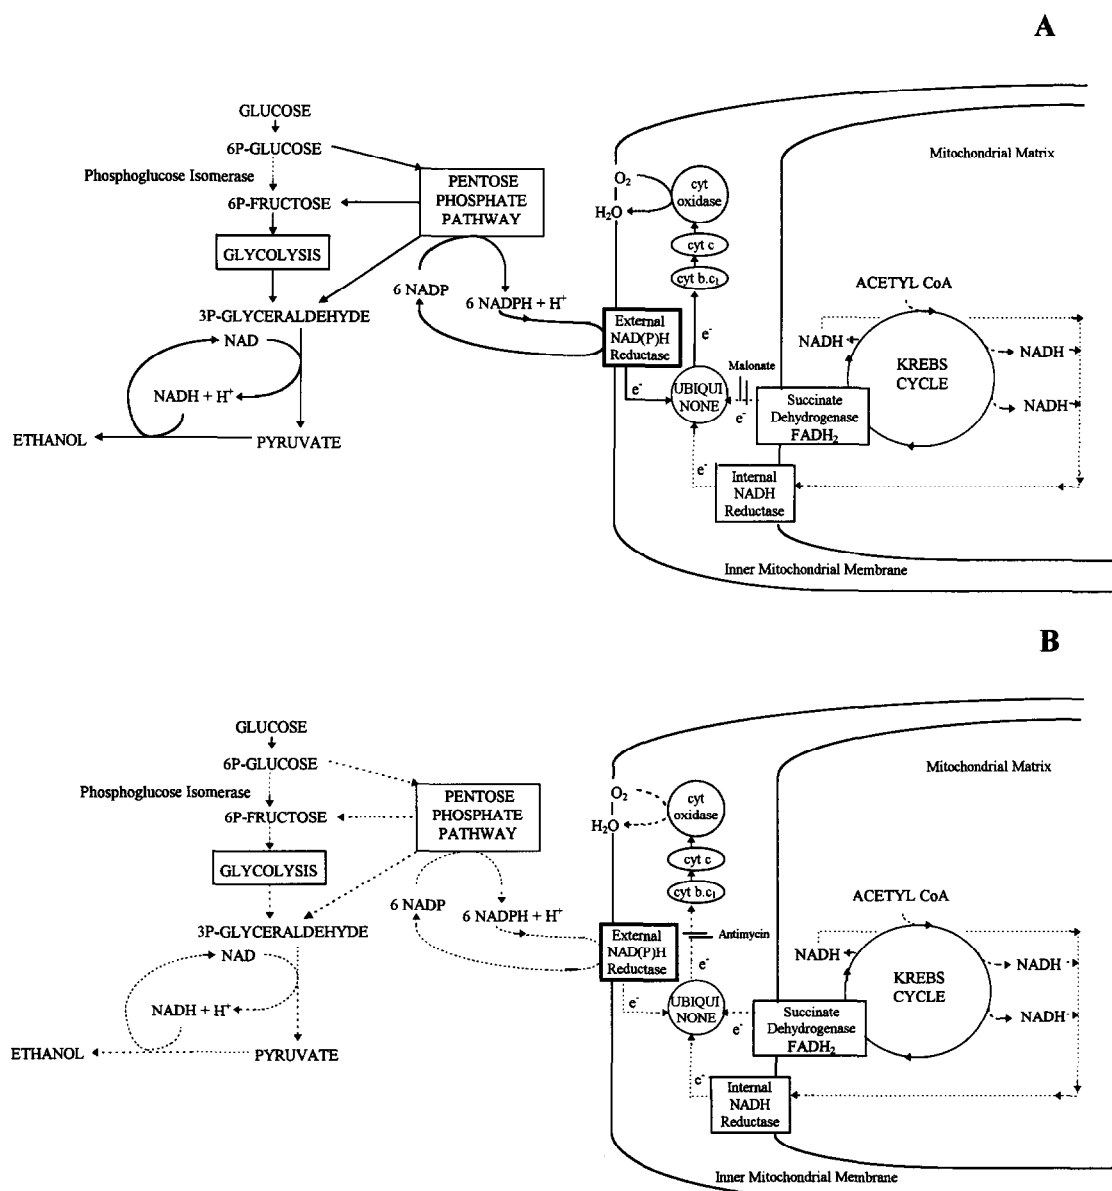 A
GLUCOSE
6P-GLUCOSE
Phosphoglucose Isomerase
6P-FRUCTOSE
GLYCOLYSIS
3P-GLYCERALDEHYDE
NAD
NADH + H⁺
ETHANOL
PYRUVATE
PENTOSE
PHOSPHATE
PATHWAY
6 NADP
6 NADPH + H⁺
O₂
H₂O
cyt
oxidase
cyt c
cyt b.c₁
External
NAD(P)H
Reductase
e⁻
e⁻
UBIQUI
NONE
Malonate
e⁻
e⁻
Succinate
Dehydrogenase
FADH₂
Internal
NADH
Reductase
Mitochondrial Matrix
ACETYL CoA
NADH
KREBS
CYCLE
NADH
NADH
Inner Mitochondrial Membrane
B
GLUCOSE
6P-GLUCOSE
Phosphoglucose Isomerase
6P-FRUCTOSE
GLYCOLYSIS
3P-GLYCERALDEHYDE
NAD
NADH + H⁺
ETHANOL
PYRUVATE
PENTOSE
PHOSPHATE
PATHWAY
6 NADP
6 NADPH + H⁺
O₂
H₂O
cyt
oxidase
cyt c
cyt b.c₁
External
NAD(P)H
Reductase
Antimycin
e⁻
e⁻
UBIQUI
NONE
e⁻
e⁻
Succinate
Dehydrogenase
FADH₂
Internal
NADH
Reductase
Mitochondrial Matrix
ACETYL CoA
NADH
KREBS
CYCLE
NADH
NADH
Inner Mitochondrial Membrane